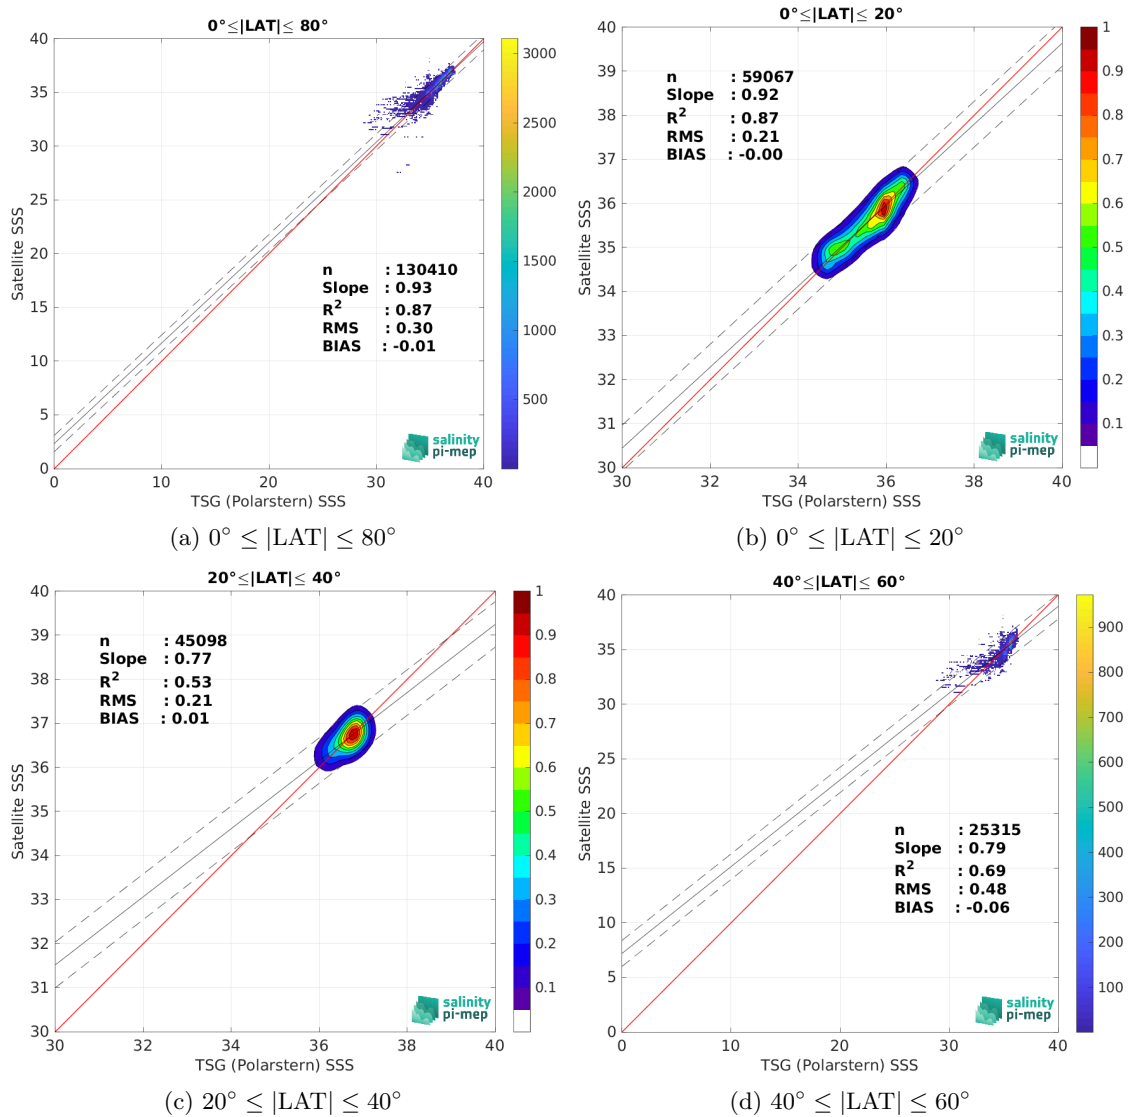 0°≤|LAT|≤ 80°
40
35
30
25
20
15
10
5
0
0
10
20
30
40
Satellite SSS
TSG (Polarstern) SSS
n : 130410
Slope : 0.93
R² : 0.87
RMS : 0.30
BIAS : -0.01
salinity
pi-mep
3000
2500
2000
1500
1000
500
(a) 0° ≤ |LAT| ≤ 80°
0°≤|LAT|≤ 20°
40
39
38
37
36
35
34
33
32
31
30
30
32
34
36
38
40
Satellite SSS
TSG (Polarstern) SSS
n : 59067
Slope : 0.92
R² : 0.87
RMS : 0.21
BIAS : -0.00
salinity
pi-mep
1
0.9
0.8
0.7
0.6
0.5
0.4
0.3
0.2
0.1
(b) 0° ≤ |LAT| ≤ 20°
20°≤|LAT|≤ 40°
40
39
38
37
36
35
34
33
32
31
30
30
32
34
36
38
40
Satellite SSS
TSG (Polarstern) SSS
n : 45098
Slope : 0.77
R² : 0.53
RMS : 0.21
BIAS : 0.01
salinity
pi-mep
1
0.9
0.8
0.7
0.6
0.5
0.4
0.3
0.2
0.1
(c) 20° ≤ |LAT| ≤ 40°
40°≤|LAT|≤ 60°
40
35
30
25
20
15
10
5
0
0
10
20
30
40
Satellite SSS
TSG (Polarstern) SSS
n : 25315
Slope : 0.79
R² : 0.69
RMS : 0.48
BIAS : -0.06
salinity
pi-mep
900
800
700
600
500
400
300
200
100
(d) 40° ≤ |LAT| ≤ 60°